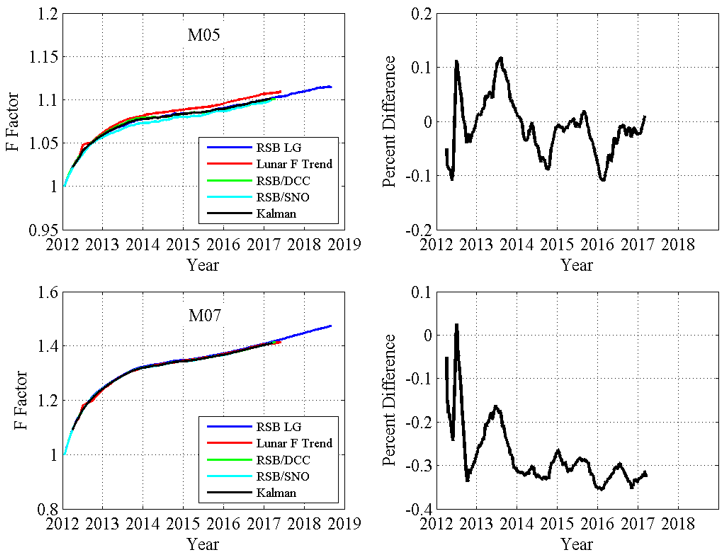 M05
1.2
1.15
1.1
1.05
1
0.95
F Factor
RSB LG
Lunar F Trend
RSB/DCC
RSB/SNO
Kalman
2012 2013 2014 2015 2016 2017 2018 2019
Year
0.2
0.1
0
-0.1
-0.2
Percent Difference
2012 2013 2014 2015 2016 2017 2018
Year
M07
1.6
1.4
1.2
1
0.8
F Factor
RSB LG
Lunar F Trend
RSB/DCC
RSB/SNO
Kalman
2012 2013 2014 2015 2016 2017 2018 2019
Year
0.1
0
-0.1
-0.2
-0.3
-0.4
Percent Difference
2012 2013 2014 2015 2016 2017 2018
Year